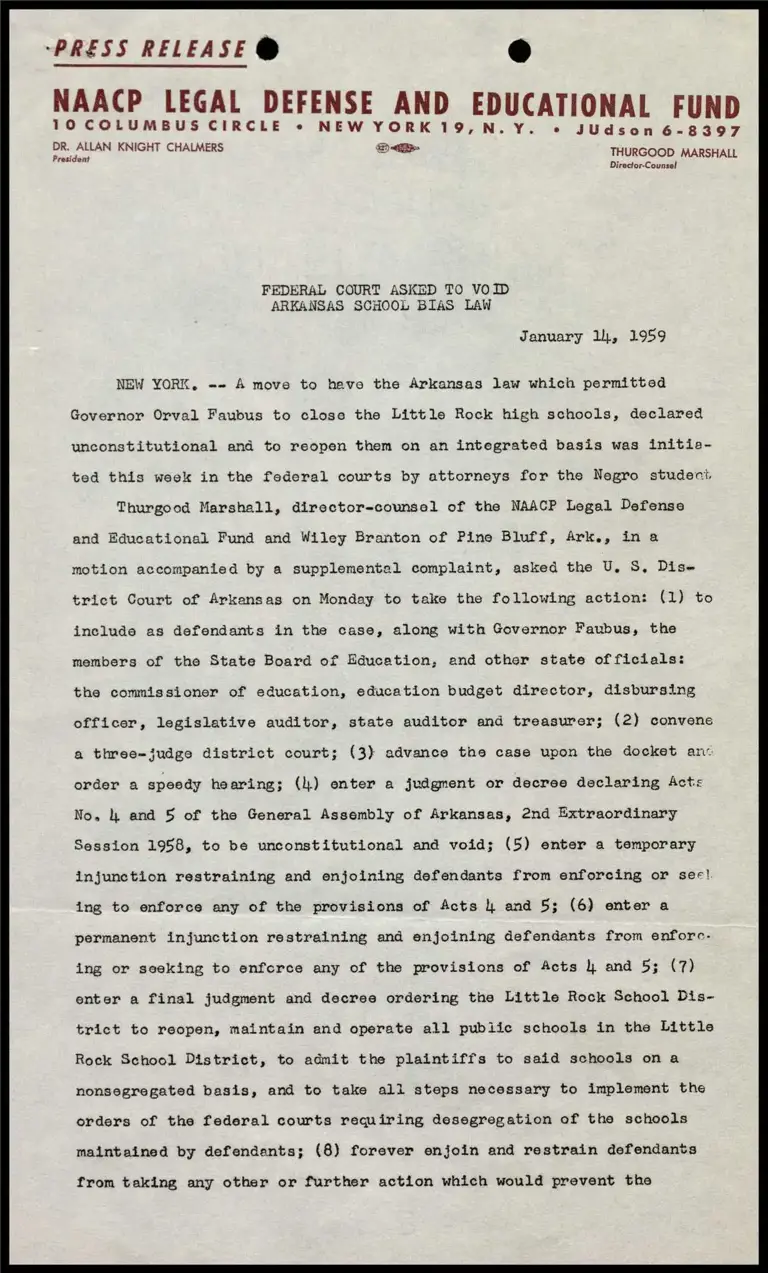 PRESS RELEASE
NAACP LEGAL DEFENSE AND EDUCATIONAL FUND
10 COLUMBUS CIRCLE • NEW YORK 19, N. Y. • JUdson 6-8397
DR. ALLAN KNIGHT CHALMERS
President
THURGOOD MARSHALL
Director-Counsel
FEDERAL COURT ASKED TO VOID
ARKANSAS SCHOOL BIAS LAW
January 14, 1959
NEW YORK. -- A move to have the Arkansas law which permitted
Governor Orval Faubus to close the Little Rock high schools, declared
unconstitutional and to reopen them on an integrated basis was initia-
ted this week in the federal courts by attorneys for the Negro student
Thurgood Marshall, director-counsel of the NAACP Legal Defense
and Educational Fund and Wiley Branton of Pine Bluff, Ark., in a
motion accompanied by a supplemental complaint, asked the U. S. Dis-
trict Court of Arkansas on Monday to take the following action: (1) to
include as defendants in the case, along with Governor Faubus, the
members of the State Board of Education, and other state officials:
the commissioner of education, education budget director, disbursing
officer, legislative auditor, state auditor and treasurer; (2) convene
a three-judge district court; (3) advance the case upon the docket and
order a speedy hearing; (4) enter a judgment or decree declaring Acts
No. 4 and 5 of the General Assembly of Arkansas, 2nd Extraordinary
Session 1958, to be unconstitutional and void; (5) enter a temporary
injunction restraining and enjoining defendants from enforcing or
ing to enforce any of the provisions of Acts 4 and 5; (6) enter a
permanent injunction restraining and enjoining defendants from enforc-
ing or seeking to enforce any of the provisions of Acts 4 and 5; (7)
enter a final judgment and decree ordering the Little Rock School Dis-
trict to reopen, maintain and operate all public schools in the Little
Rock School District, to admit the plaintiffs to said schools on a
nonsegregated basis, and to take all steps necessary to implement the
orders of the federal courts requiring desegregation of the schools
maintained by defendants; (8) forever enjoin and restrain defendants
from taking any other or further action which would prevent the